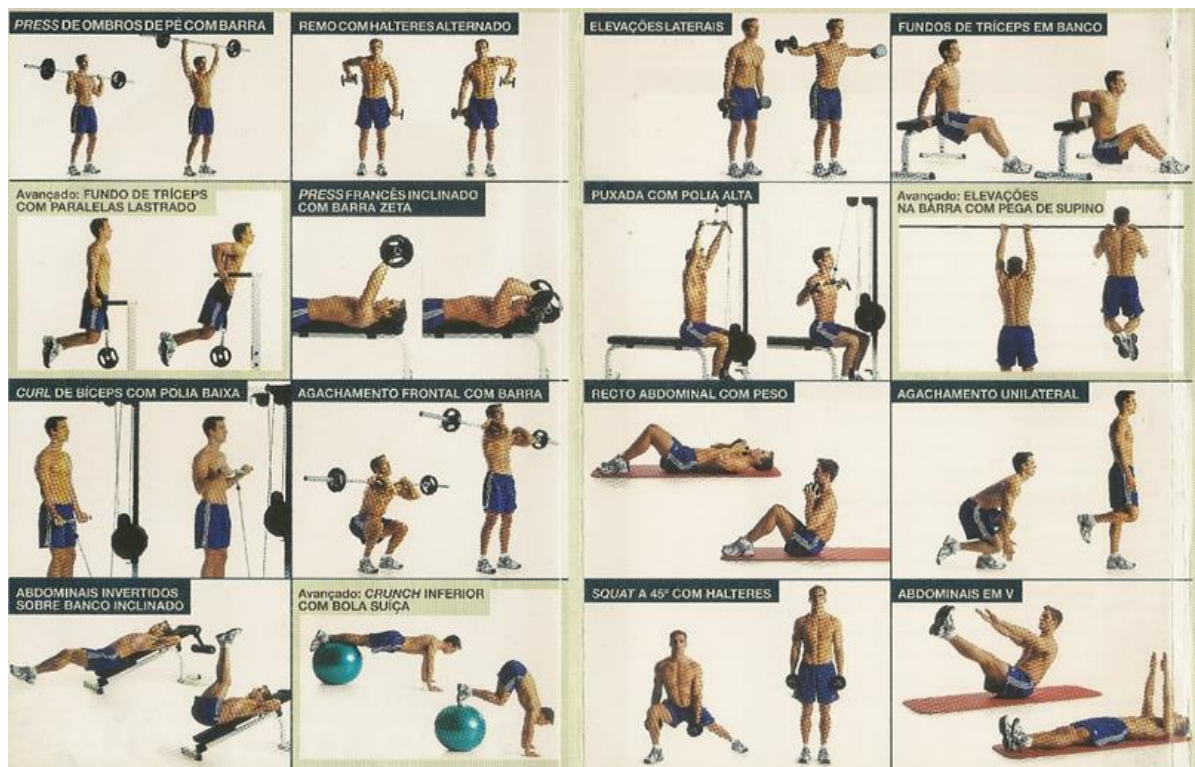 PRESS DE OMBROS DE PÉ COM BARRA
REMO COM HALTERES ALTERNADO
ELEVAÇÕES LATERAIS
FUNDOS DE TRÍCEPS EM BANCO
Avançado: FUNDO DE TRÍCEPS
COM PARALELAS LASTRADO
PRESS FRANCÊS INCLINADO
COM BARRA ZETA
PUXADA COM POLIA ALTA
Avançado: ELEVAÇÕES
NA BARRA COM PEGA DE SUPINO
CURL DE BÍCEPS COM POLIA BAIXA
AGACHAMENTO FRONTAL COM BARRA
RECTO ABDOMINAL COM PESO
AGACHAMENTO UNILATERAL
ABDOMINAIS INVERTIDOS
SOBRE BANCO INCLINADO
Avançado: CRUNCH INFERIOR
COM BOLA SUÍÇA
SQUAT A 45º COM HALTERES
ABDOMINAIS EM V